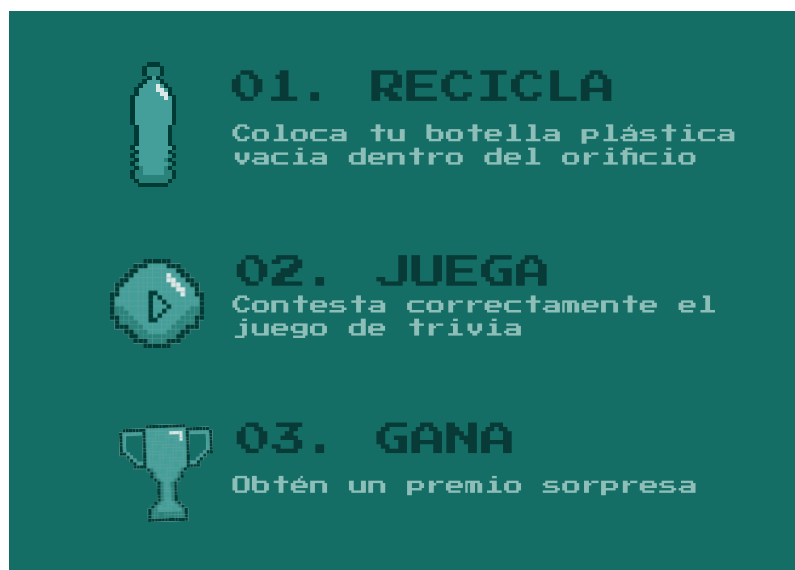 01. RECICLA
Coloca tu botella plástica
vacia dentro del orificio
02. JUEGA
Contesta correctamente el
juego de trivia
03. GANA
Obtén un premio sorpresa